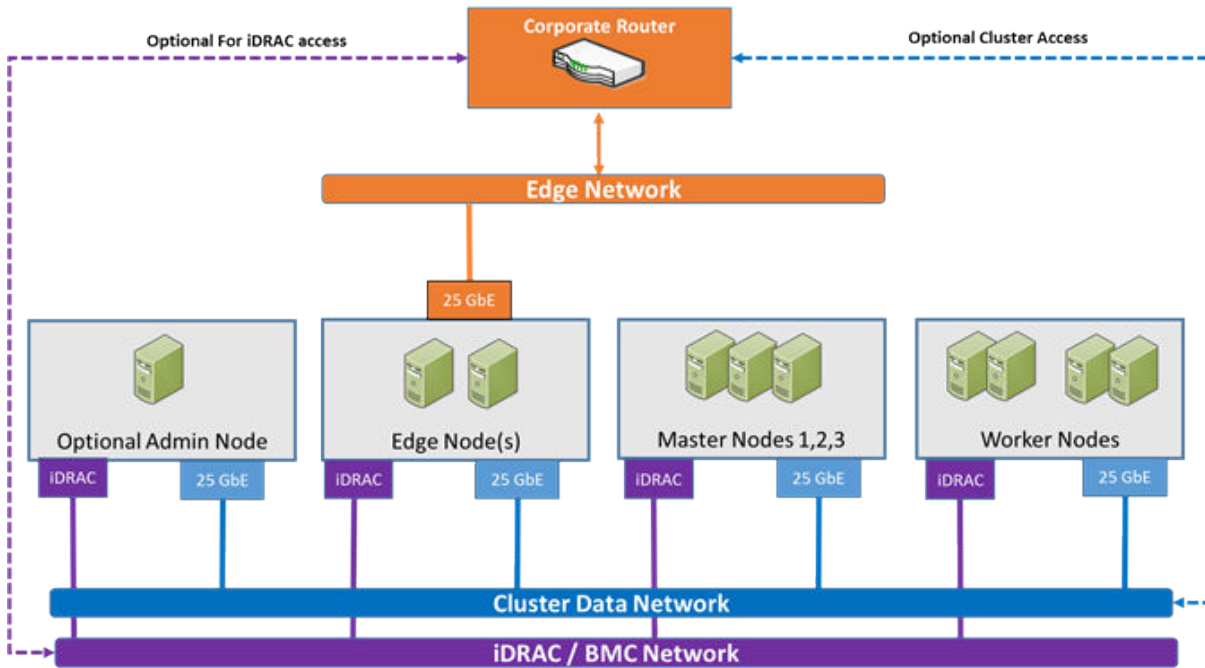 Corporate Router
Optional For iDRAC access
Optional Cluster Access
Edge Network
25 GbE
Optional Admin Node
Edge Node(s)
Master Nodes 1,2,3
Worker Nodes
iDRAC
25 GbE
iDRAC
25 GbE
iDRAC
25 GbE
iDRAC
25 GbE
Cluster Data Network
iDRAC / BMC Network